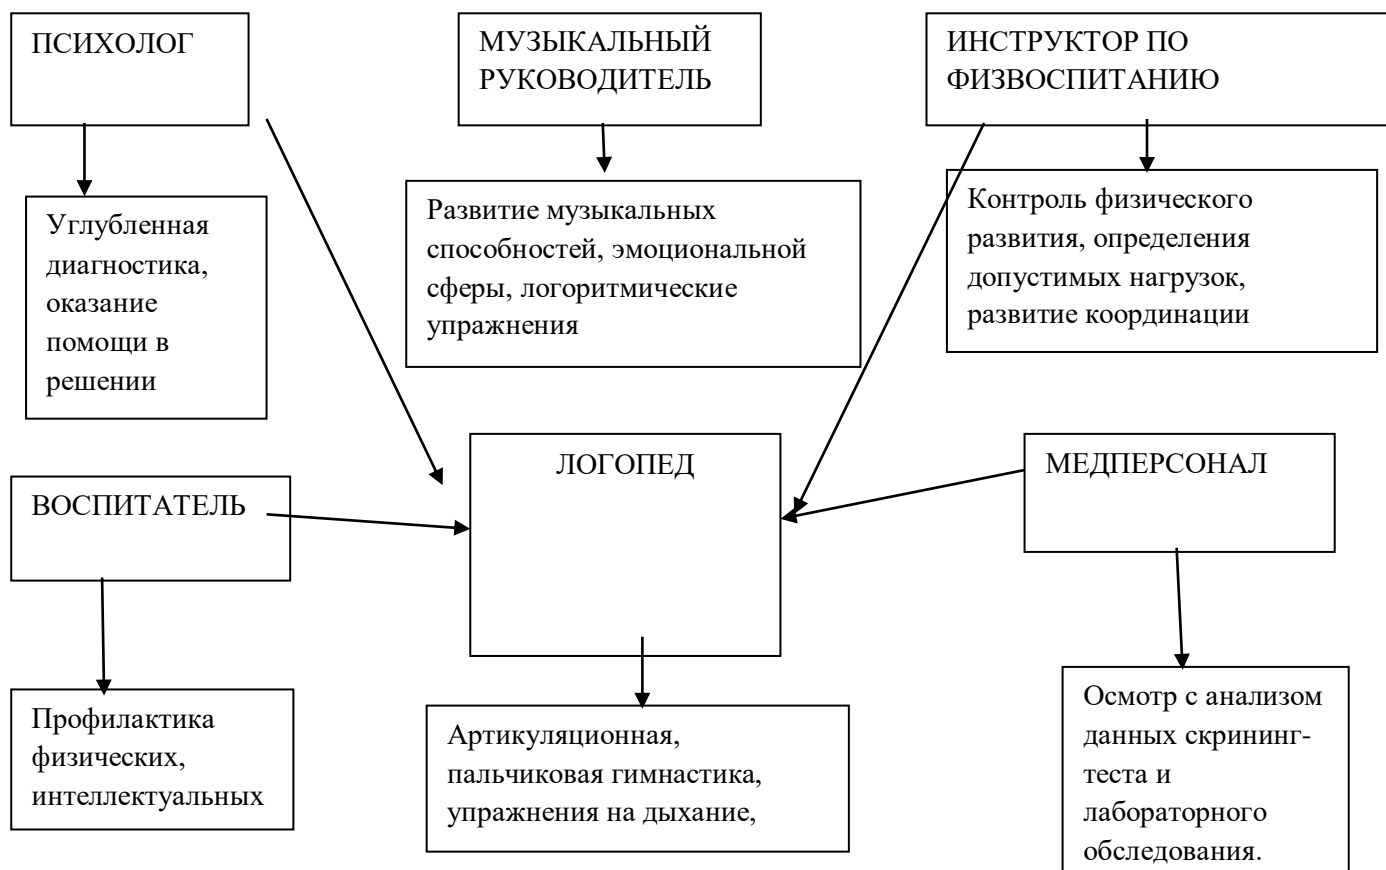 ПСИХОЛОГ
МУЗЫКАЛЬНЫЙ
РУКОВОДИТЕЛЬ
ИНСТРУКТОР ПО
ФИЗВОСПИТАНИЮ
Углубленная
диагностика,
оказание
помощи в
решении
Развитие музыкальных
способностей, эмоциональной
сферы, логоритмические
упражнения
Контроль физического
развития, определения
допустимых нагрузок,
развитие координации
ВОСПИТАТЕЛЬ
ЛОГОПЕД
МЕДПЕРСОНАЛ
Профилактика
физических,
интеллектуальных
Артикуляционная,
пальчиковая гимнастика,
упражнения на дыхание,
Осмотр с анализом
данных скрининг-
теста и
лабораторного
обследования.